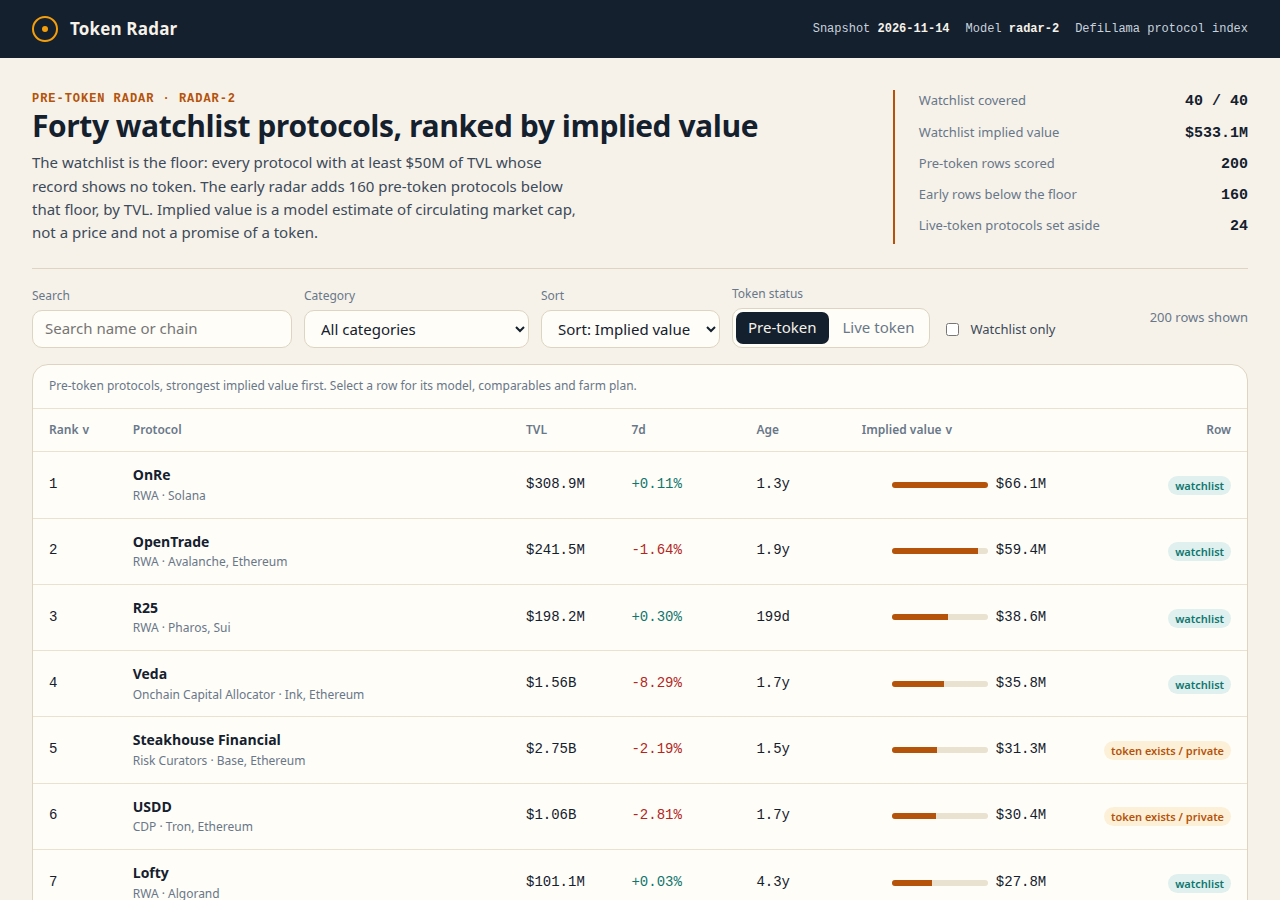 Token Radar
Snapshot 2026-11-14 Model radar-2 DefiLlama protocol index
PRE-TOKEN RADAR · RADAR-2
Forty watchlist protocols, ranked by implied value
The watchlist is the floor: every protocol with at least $50M of TVL whose
record shows no token. The early radar adds 160 pre-token protocols below
that floor, by TVL. Implied value is a model estimate of circulating market cap,
not a price and not a promise of a token.
Watchlist covered 40 / 40
Watchlist implied value $533.1M
Pre-token rows scored 200
Early rows below the floor 160
Live-token protocols set aside 24
Search Category Sort Token status
Search name or chain All categories Sort: Implied value Pre-token Live token Watchlist only 200 rows shown
Pre-token protocols, strongest implied value first. Select a row for its model, comparables and farm plan.
Rank v Protocol TVL 7d Age Implied value v Row
1 OnRe $308.9M +0.11% 1.3y $66.1M watchlist
RWA · Solana
2 OpenTrade $241.5M -1.64% 1.9y $59.4M watchlist
RWA · Avalanche, Ethereum
3 R25 $198.2M +0.30% 199d $38.6M watchlist
RWA · Pharos, Sui
4 Veda $1.56B -8.29% 1.7y $35.8M watchlist
Onchain Capital Allocator · Ink, Ethereum
5 Steakhouse Financial $2.75B -2.19% 1.5y $31.3M token exists / private
Risk Curators · Base, Ethereum
6 USDD $1.06B -2.81% 1.7y $30.4M token exists / private
CDP · Tron, Ethereum
7 Lofty $101.1M +0.03% 4.3y $27.8M watchlist
RWA · Algorand